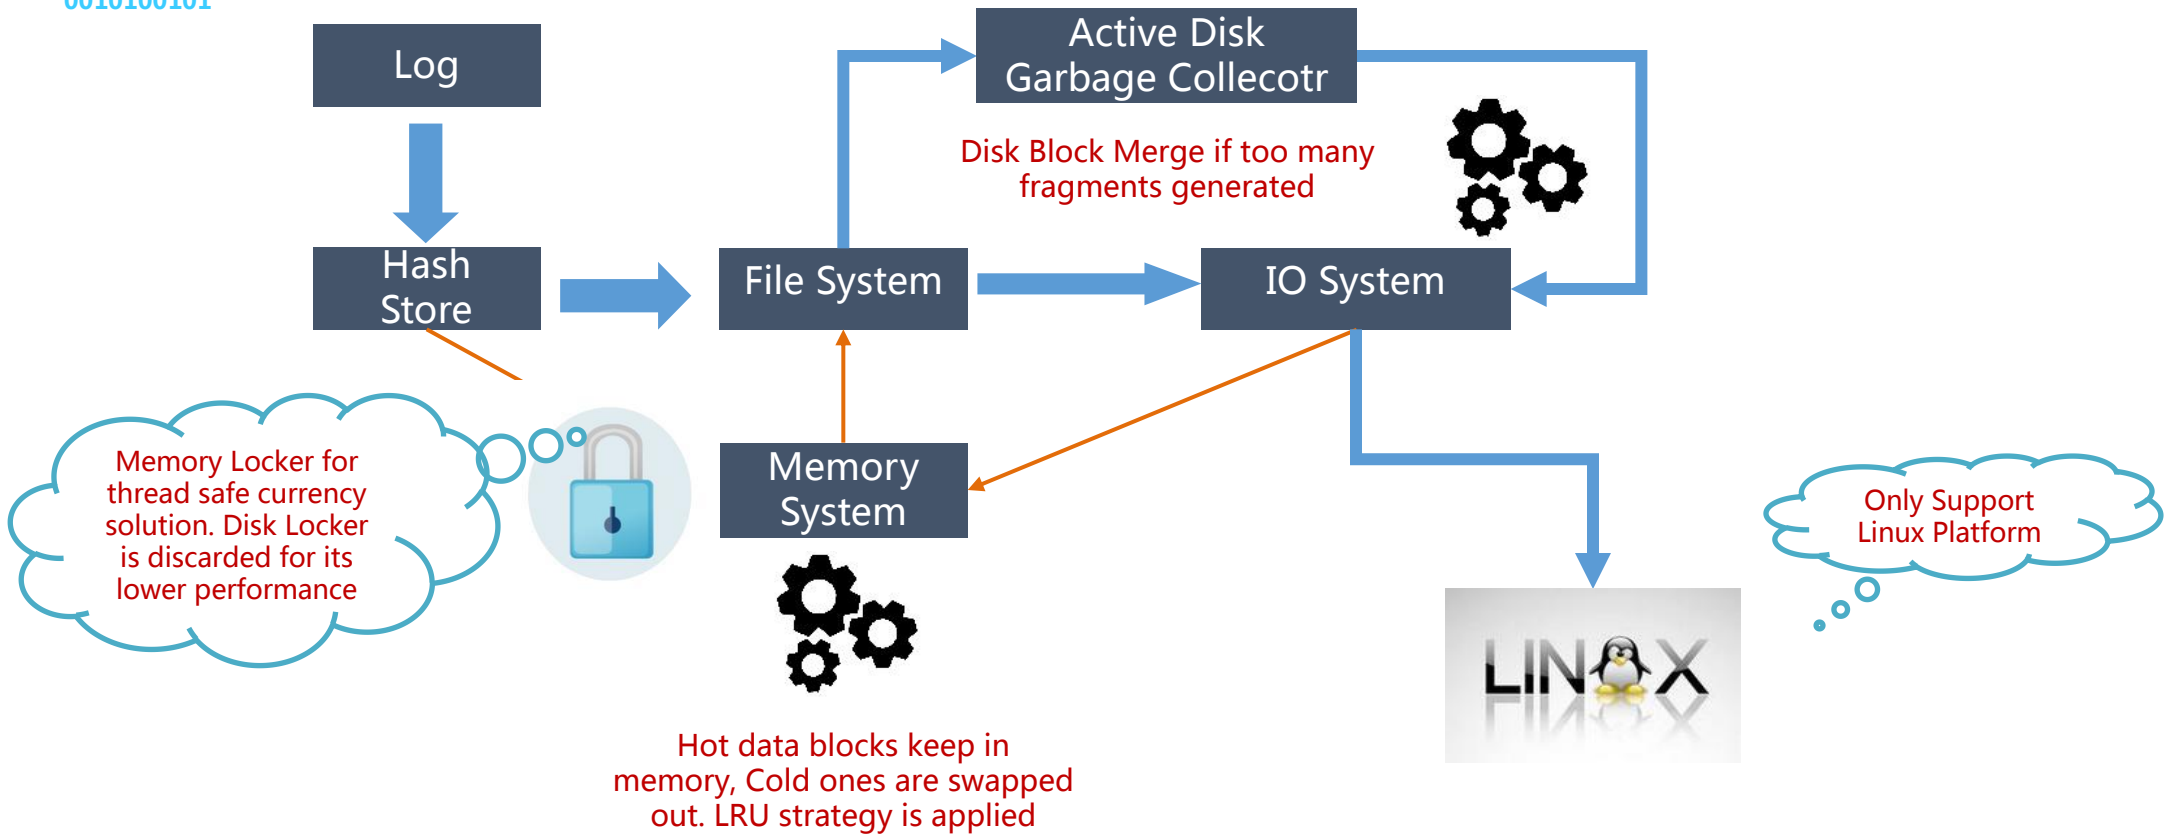 0010100101
Log
Active Disk
Garbage Collecotr
Disk Block Merge if too many
fragments generated
Hash
Store
File System
IO System
Memory Locker for
thread safe currency
solution. Disk Locker
is discarded for its
lower performance
Memory
System
Only Support
Linux Platform
LINUX
Hot data blocks keep in
memory, Cold ones are swapped
out. LRU strategy is applied